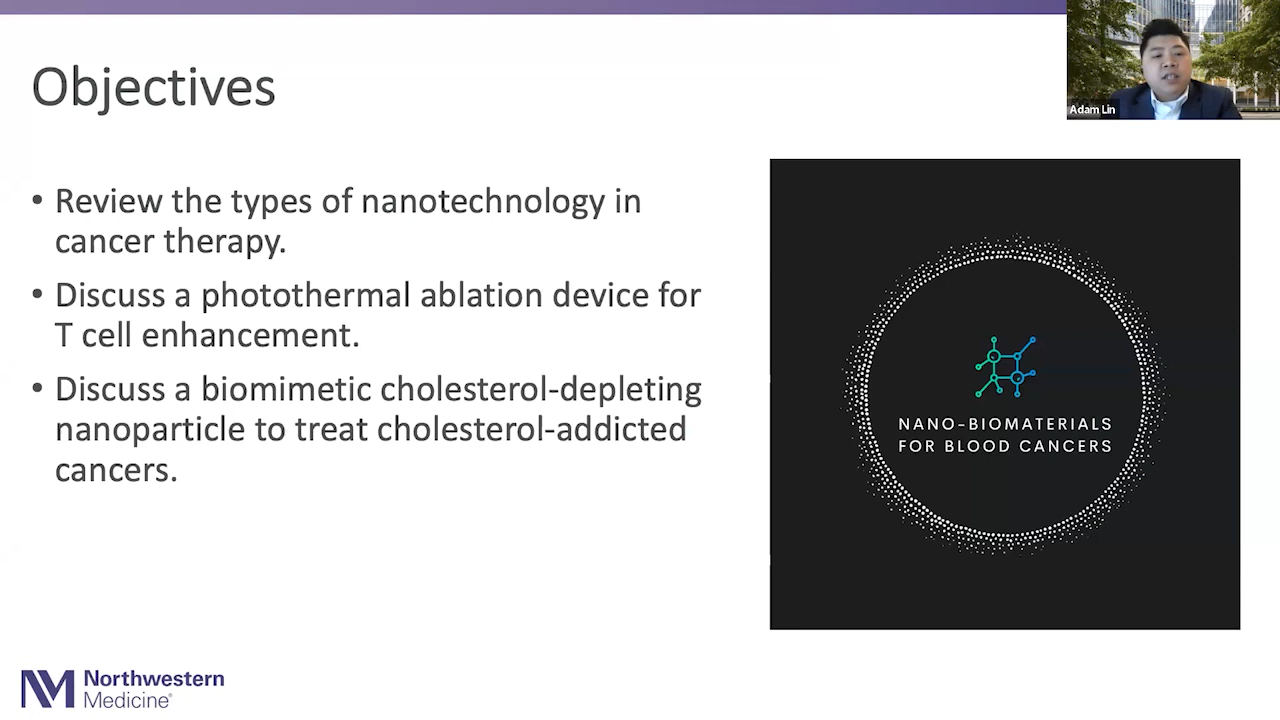 Objectives
Adam Lin
• Review the types of nanotechnology in
cancer therapy.
• Discuss a photothermal ablation device for
T cell enhancement.
• Discuss a biomimetic cholesterol-depleting
nanoparticle to treat cholesterol-addicted
cancers.
NANO-BIOMATERIALS
FOR BLOOD CANCERS
NM Northwestern
Medicine®